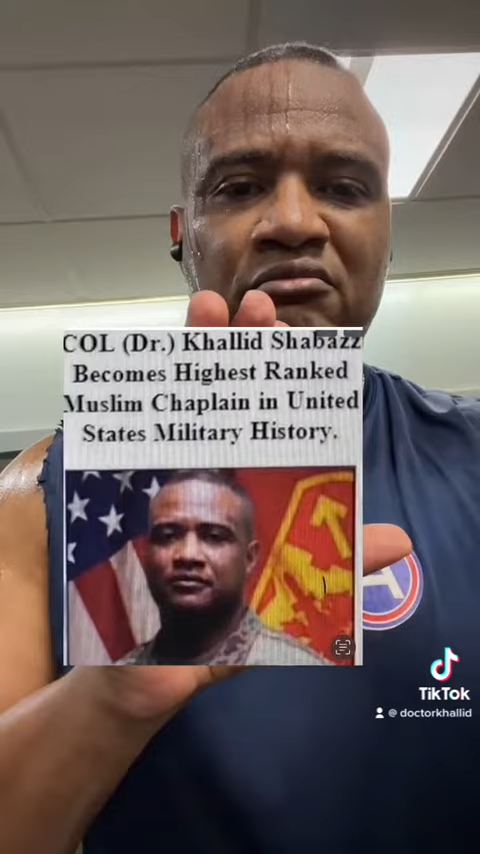 COL (Dr.) Khallid Shabazz
Becomes Highest Ranked
Muslim Chaplain in United
States Military History.
A
TikTok
@ doctorkhallid